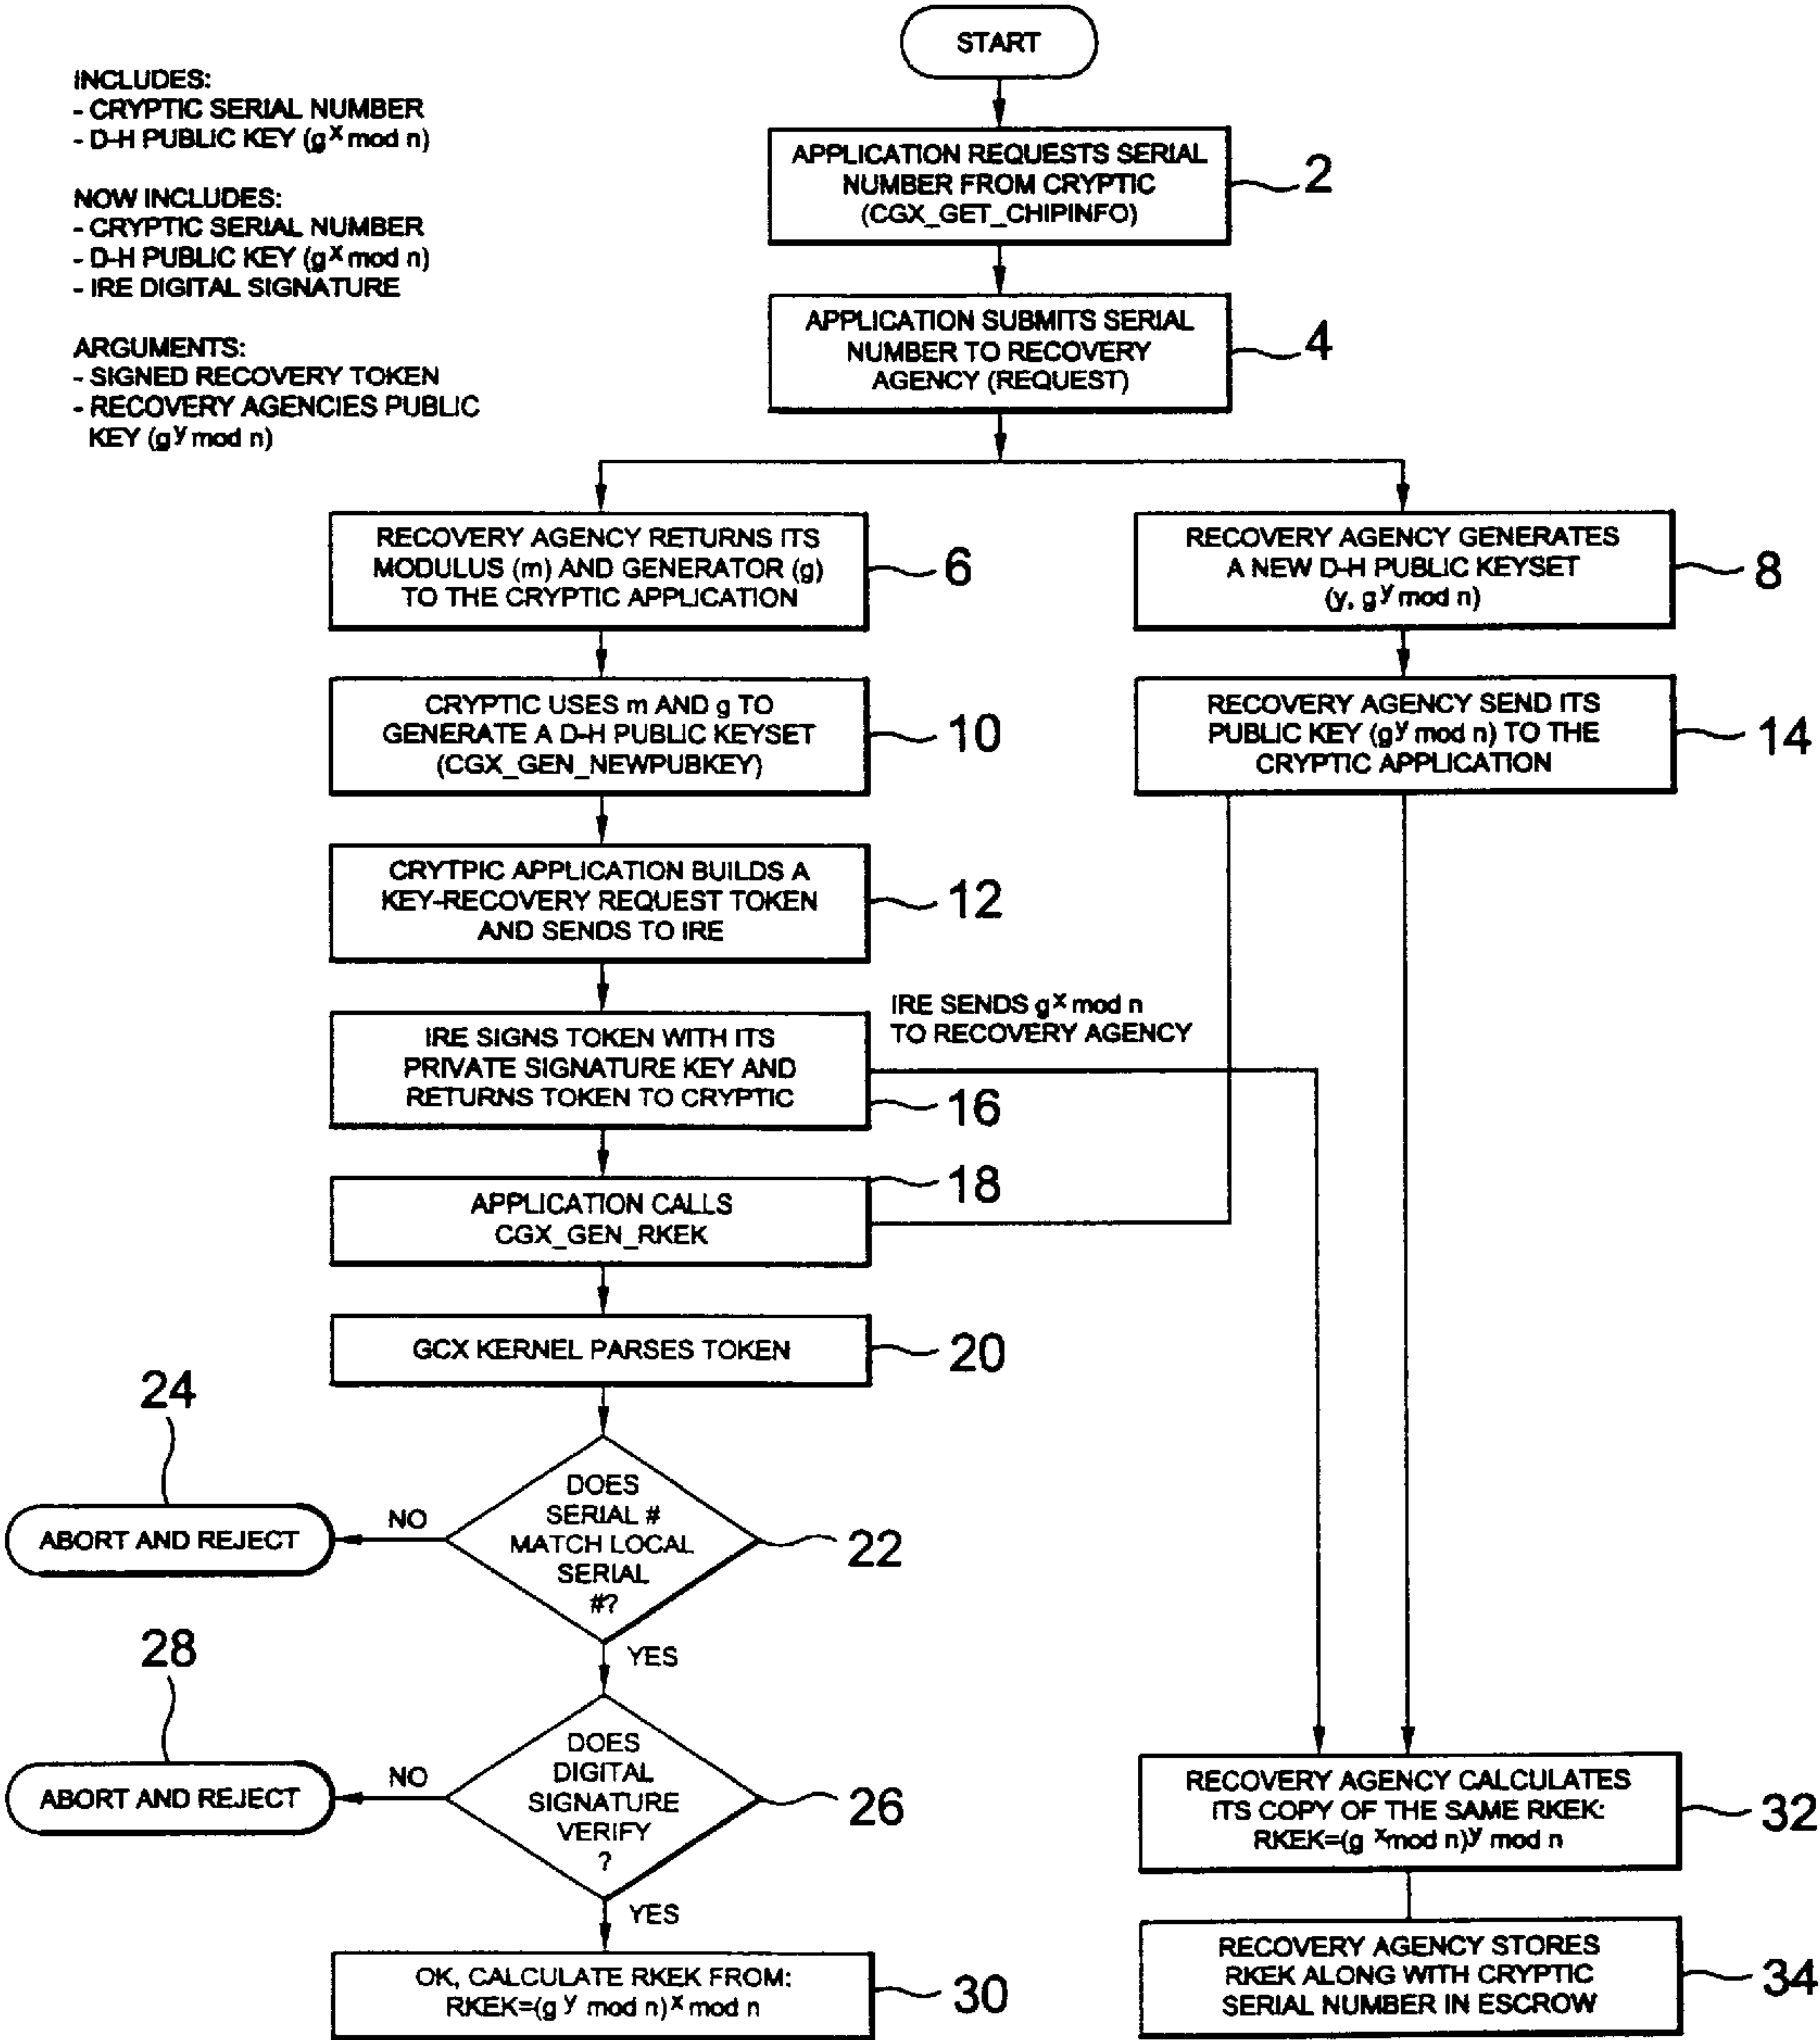 START
INCLUDES:
- CRYPTIC SERIAL NUMBER
- D-H PUBLIC KEY (g^x mod n)
NOW INCLUDES:
- CRYPTIC SERIAL NUMBER
- D-H PUBLIC KEY (g^x mod n)
- IRE DIGITAL SIGNATURE
ARGUMENTS:
- SIGNED RECOVERY TOKEN
- RECOVERY AGENCIES PUBLIC
KEY (g^y mod n)
APPLICATION REQUESTS SERIAL
NUMBER FROM CRYPTIC
(CGX_GET_CHIPINFO)
2
APPLICATION SUBMITS SERIAL
NUMBER TO RECOVERY
AGENCY (REQUEST)
4
RECOVERY AGENCY RETURNS ITS
MODULUS (m) AND GENERATOR (g)
TO THE CRYPTIC APPLICATION
6
RECOVERY AGENCY GENERATES
A NEW D-H PUBLIC KEYSET
(y, g^y mod n)
8
CRYPTIC USES m AND g TO
GENERATE A D-H PUBLIC KEYSET
(CGX_GEN_NEWPUBKEY)
10
RECOVERY AGENCY SEND ITS
PUBLIC KEY (g^y mod n) TO THE
CRYPTIC APPLICATION
14
CRYTPIC APPLICATION BUILDS A
KEY-RECOVERY REQUEST TOKEN
AND SENDS TO IRE
12
IRE SIGNS TOKEN WITH ITS
PRIVATE SIGNATURE KEY AND
RETURNS TOKEN TO CRYPTIC
16
IRE SENDS g^x mod n
TO RECOVERY AGENCY
APPLICATION CALLS
CGX_GEN_RKEK
18
GCX KERNEL PARSES TOKEN
20
DOES
SERIAL #
MATCH LOCAL
SERIAL
#?
22
NO
24
ABORT AND REJECT
YES
DOES
DIGITAL
SIGNATURE
VERIFY
?
26
NO
28
ABORT AND REJECT
YES
OK, CALCULATE RKEK FROM:
RKEK=(g^y mod n)^x mod n
30
RECOVERY AGENCY CALCULATES
ITS COPY OF THE SAME RKEK:
RKEK=(g^x mod n)^y mod n
32
RECOVERY AGENCY STORES
RKEK ALONG WITH CRYPTIC
SERIAL NUMBER IN ESCROW
34